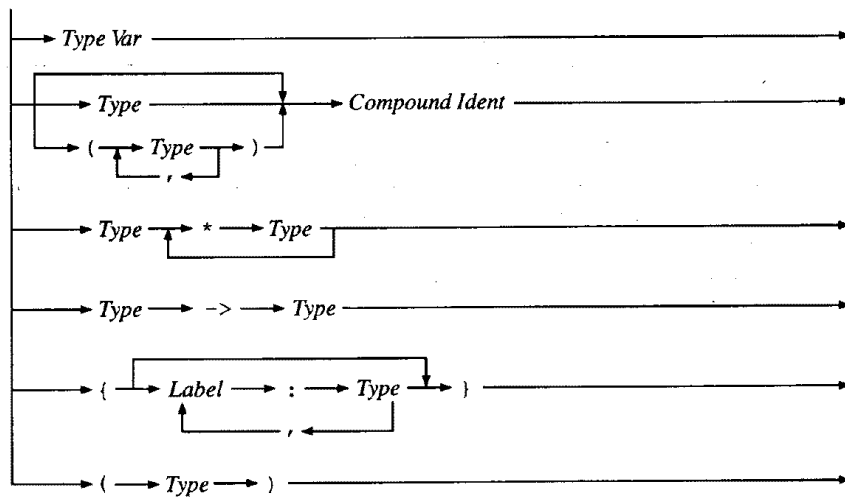 Type Var
Type Compound Ident
( Type )
,
Type * Type
Type -> Type
{ Label : Type }
,
( Type )